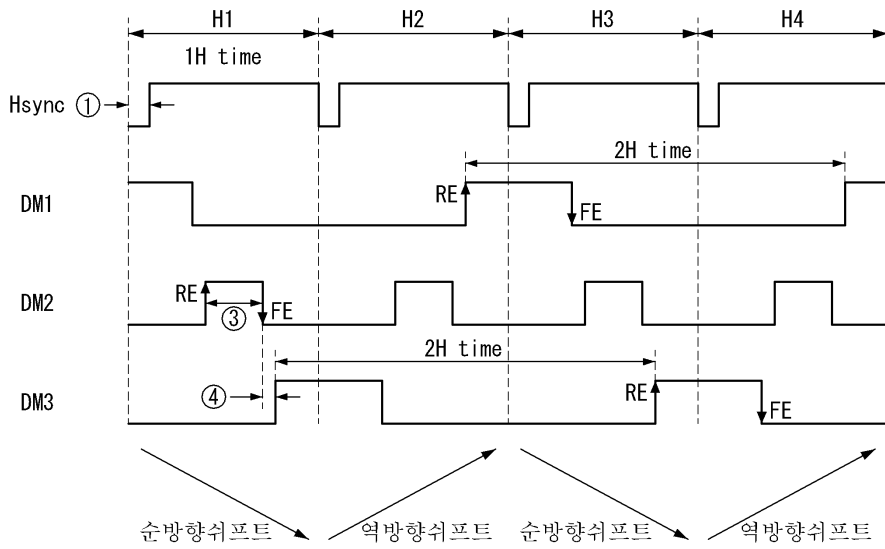 H1 H2 H3 H4
1H time
Hsync ①
2H time
DM1 RE FE
DM2 RE ③ FE
2H time
DM3 ④ RE FE
순방향쉬프트 역방향쉬프트 순방향쉬프트 역방향쉬프트